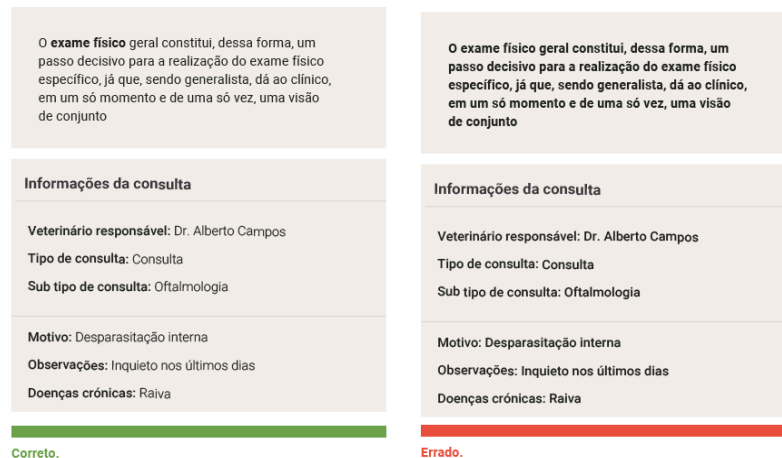 O exame físico geral constitui, dessa forma, um
passo decisivo para a realização do exame físico
específico, já que, sendo generalista, dá ao clínico,
em um só momento e de uma só vez, uma visão
de conjunto
Informações da consulta
Veterinário responsável: Dr. Alberto Campos
Tipo de consulta: Consulta
Sub tipo de consulta: Oftalmologia
Motivo: Desparasitação interna
Observações: Inquieto nos últimos dias
Doenças crónicas: Raiva
Correto.
O exame físico geral constitui, dessa forma, um
passo decisivo para a realização do exame físico
específico, já que, sendo generalista, dá ao clínico,
em um só momento e de uma só vez, uma visão
de conjunto
Informações da consulta
Veterinário responsável: Dr. Alberto Campos
Tipo de consulta: Consulta
Sub tipo de consulta: Oftalmologia
Motivo: Desparasitação interna
Observações: Inquieto nos últimos dias
Doenças crónicas: Raiva
Errado.